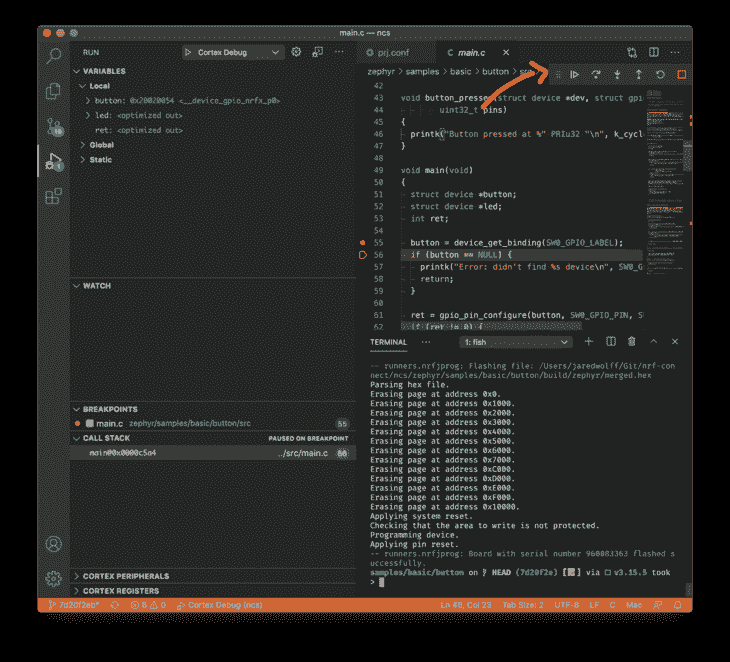 main.c — ncs
RUN
Cortex Debug
prj.conf
main.c
zephyr > samples > basic > button >
VARIABLES
Local
button: 0x20020054 <__device_gpio_nrfx_p0>
led: <optimized out>
ret: <optimized out>
Global
Static
WATCH
BREAKPOINTS
main.c zephyr/samples/basic/button/src 55
CALL STACK PAUSED ON BREAKPOINT
main@0x0000c5a4 ../src/main.c
CORTEX PERIPHERALS
CORTEX REGISTERS
42
43 void button_pressed(struct device *dev, struct gpi
44 uint32_t pins)
45 {
46 printk("Button pressed at %" PRIu32 "\n", k_cycl
47 }
48
49 void main(void)
50 {
51 struct device *button;
52 struct device *led;
53 int ret;
54
55 button = device_get_binding(SW0_GPIO_LABEL);
56 if (button == NULL) {
57 printk("Error: didn't find %s device\n", SW0_G
58 return;
59 }
60
61 ret = gpio_pin_configure(button, SW0_GPIO_PIN, S
62 if (ret != 0) {
TERMINAL ··· 1: fish
-- runners.nrfjprog: Flashing file: /Users/jaredwolff/Git/nrf-con
nect/ncs/zephyr/samples/basic/button/build/zephyr/merged.hex
Parsing hex file.
Erasing page at address 0x0.
Erasing page at address 0x1000.
Erasing page at address 0x2000.
Erasing page at address 0x3000.
Erasing page at address 0x4000.
Erasing page at address 0x5000.
Erasing page at address 0x6000.
Erasing page at address 0x7000.
Erasing page at address 0xC000.
Erasing page at address 0xD000.
Erasing page at address 0xE000.
Erasing page at address 0xF000.
Erasing page at address 0x10000.
Applying system reset.
Checking that the area to write is not protected.
Programming device.
Applying pin reset.
-- runners.nrfjprog: Board with serial number 960083363 flashed s
uccessfully.
samples/basic/button on HEAD (7d20f2e) via v3.15.5 took
>
7d20f2e* 8 0 Cortex Debug (ncs) Ln 46, Col 23 Tab Size: 2 UTF-8 LF C Mac